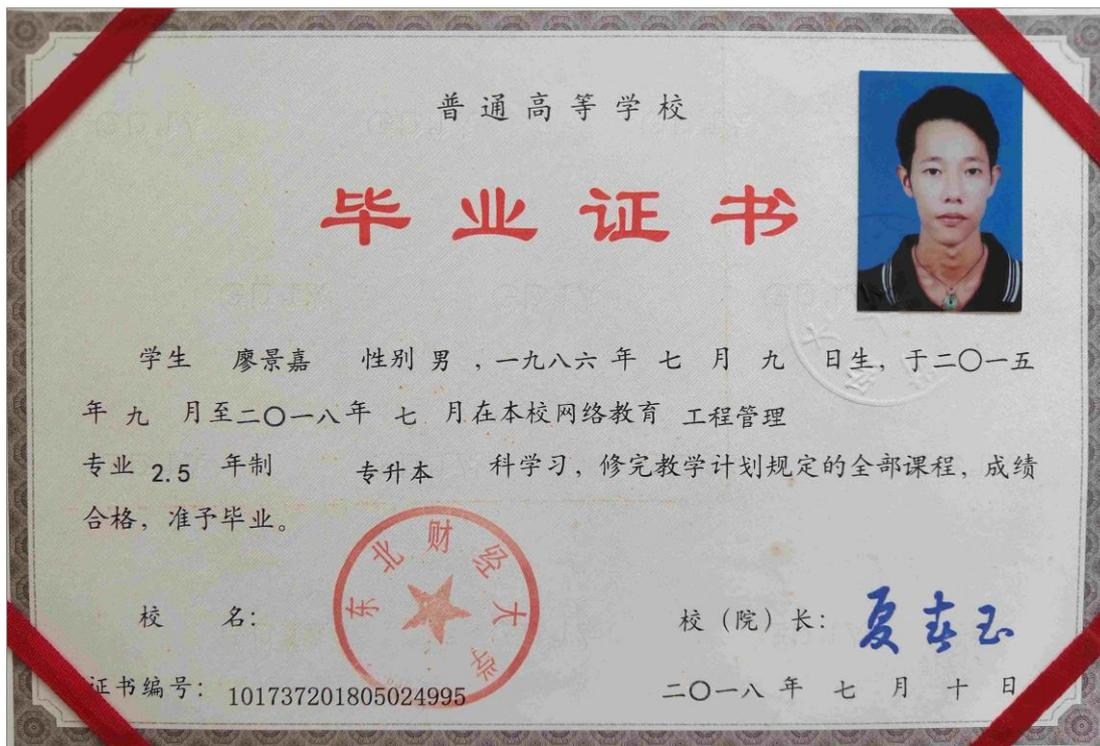 普通高等学校
毕业证书
学生 廖景嘉 性别 男 ,一九八六 年 七 月 九 日生, 于二〇一五
年 九 月至二〇一八年 七 月在本校网络教育 工程管理
专业 2.5 年制 专升本 科学习, 修完教学计划规定的全部课程, 成绩
合格, 准予毕业。
东北财经大学
校 名:
校（院）长: 夏春玉
证书编号: 101737201805024995
二〇一八 年 七 月 十 日